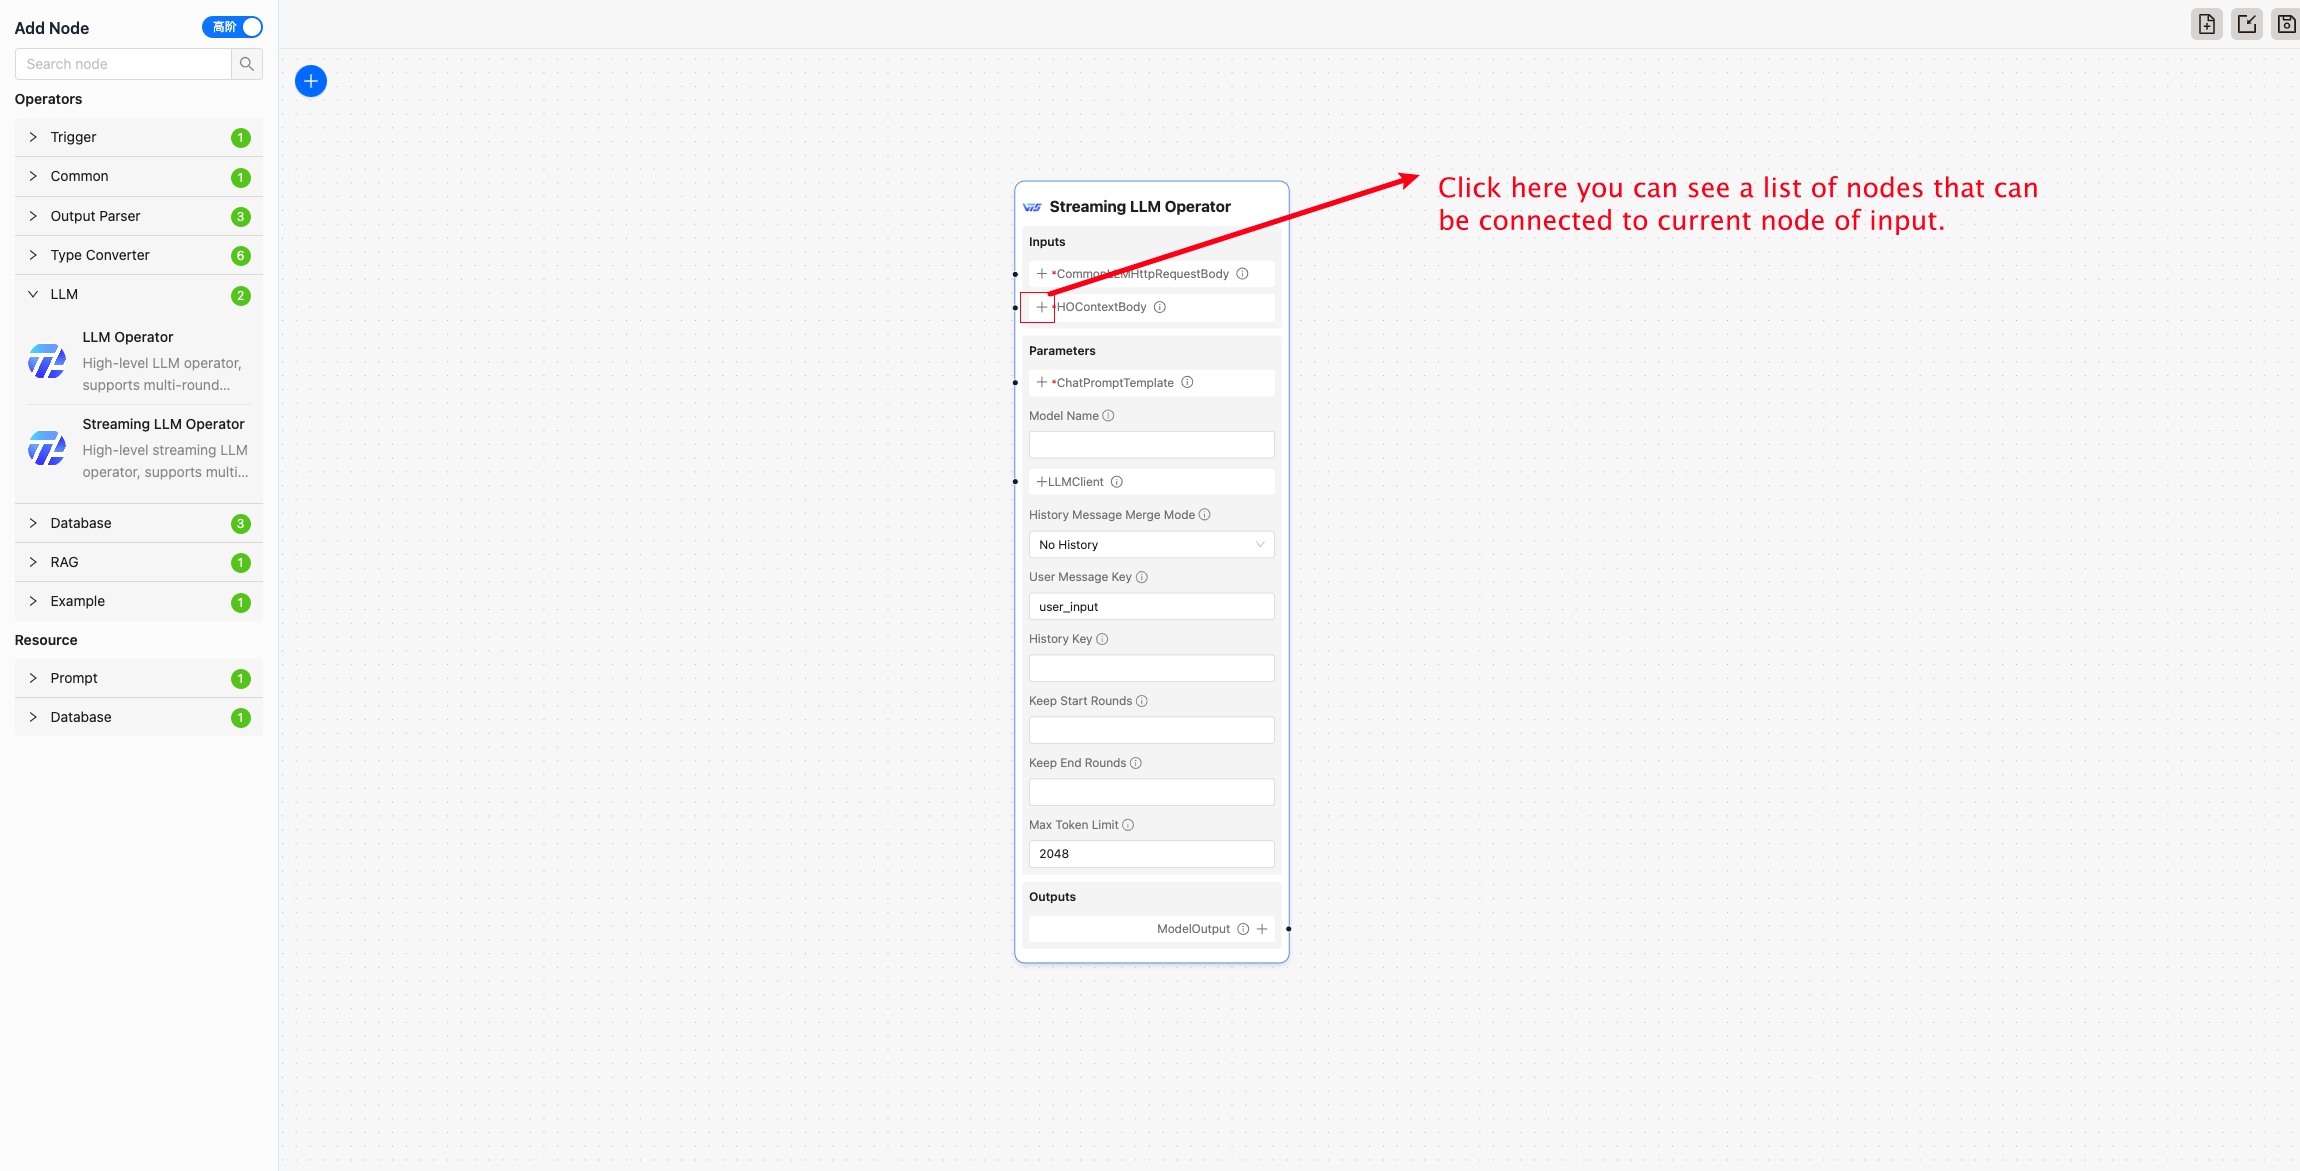 Add Node
高阶
Search node
Operators
Trigger
1
Common
1
Output Parser
3
Type Converter
6
LLM
2
LLM Operator
High-level LLM operator,
supports multi-round...
Streaming LLM Operator
High-level streaming LLM
operator, supports multi...
Database
3
RAG
1
Example
1
Resource
Prompt
1
Database
1
Streaming LLM Operator
Inputs
*CommonLLMHttpRequestBody
*HOContextBody
Parameters
*ChatPromptTemplate
Model Name
LLMClient
History Message Merge Mode
No History
User Message Key
user_input
History Key
Keep Start Rounds
Keep End Rounds
Max Token Limit
2048
Outputs
ModelOutput
Click here you can see a list of nodes that can
be connected to current node of input.